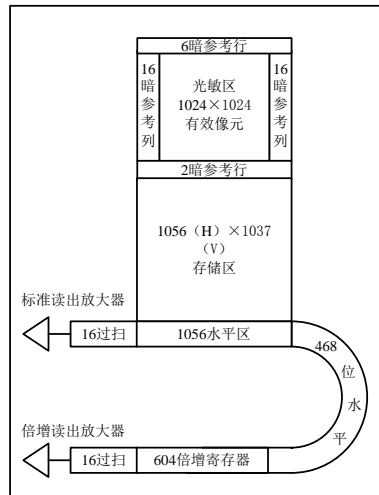 6暗参考行
16
暗
参
考
列
光敏区
1024×1024
有效像元
16
暗
参
考
列
2暗参考行
1056（H）×1037
（V）
存储区
标准读出放大器
16过扫
1056水平区
468
位
水
平
倍增读出放大器
16过扫
604倍增寄存器